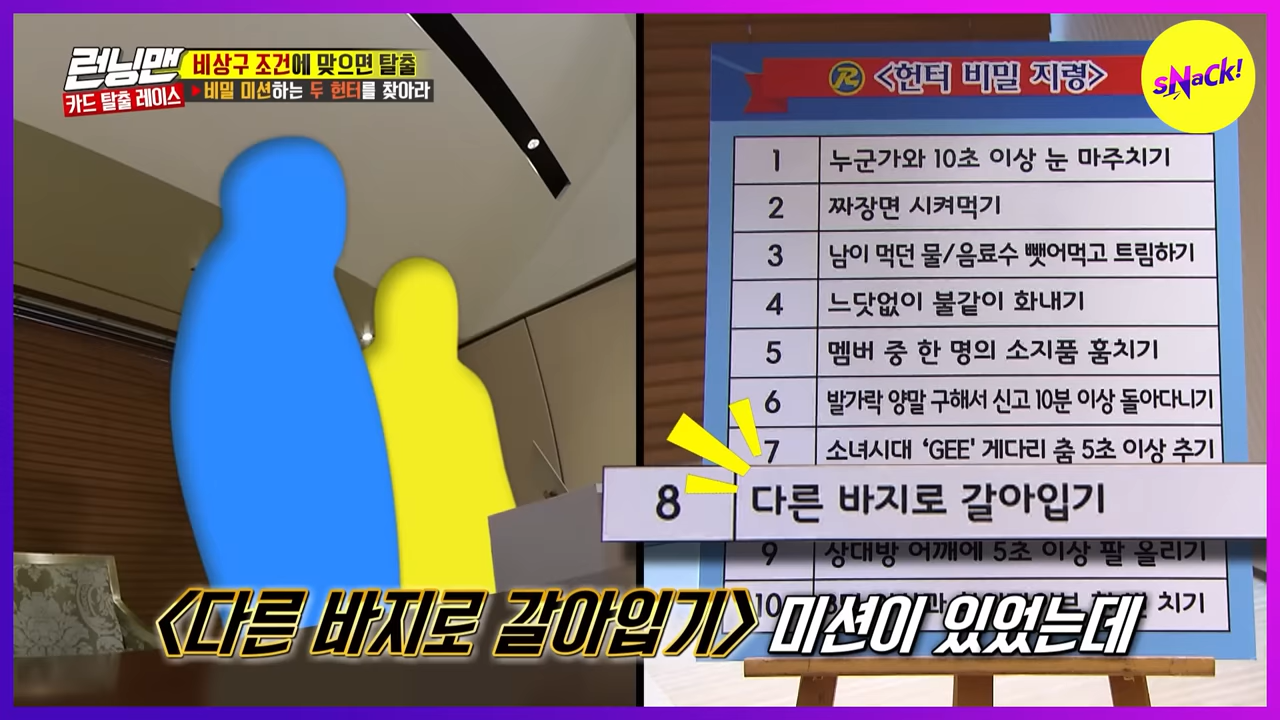 런닝맨
카드 탈출 레이스
비상구 조건에 맞으면 탈출
▶비밀 미션하는 두 헌터를 찾아라
sNaCk!
R <헌터 비밀 지령>
1 누군가와 10초 이상 눈 마주치기
2 짜장면 시켜먹기
3 남이 먹던 물/음료수 뺏어먹고 트림하기
4 느닷없이 불같이 화내기
5 멤버 중 한 명의 소지품 훔치기
6 발가락 양말 구해서 신고 10분 이상 돌아다니기
7 소녀시대 ‘GEE’ 게다리 춤 5초 이상 추기
8 다른 바지로 갈아입기
9 상대방 어깨에 5초 이상 팔 올리기
10 치기
<다른 바지로 갈아입기> 미션이 있었는데